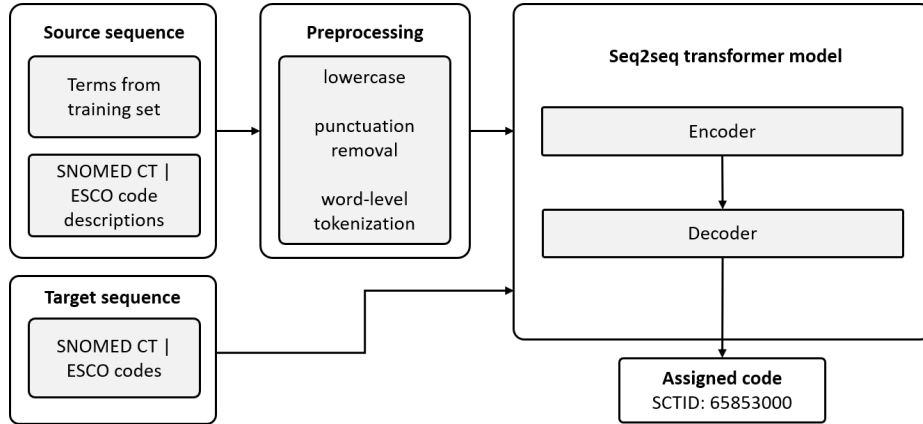 Source sequence
Terms from
training set
SNOMED CT |
ESCO code
descriptions
Preprocessing
lowercase
punctuation
removal
word-level
tokenization
Seq2seq transformer model
Encoder
Decoder
Target sequence
SNOMED CT |
ESCO codes
Assigned code
SCTID: 65853000